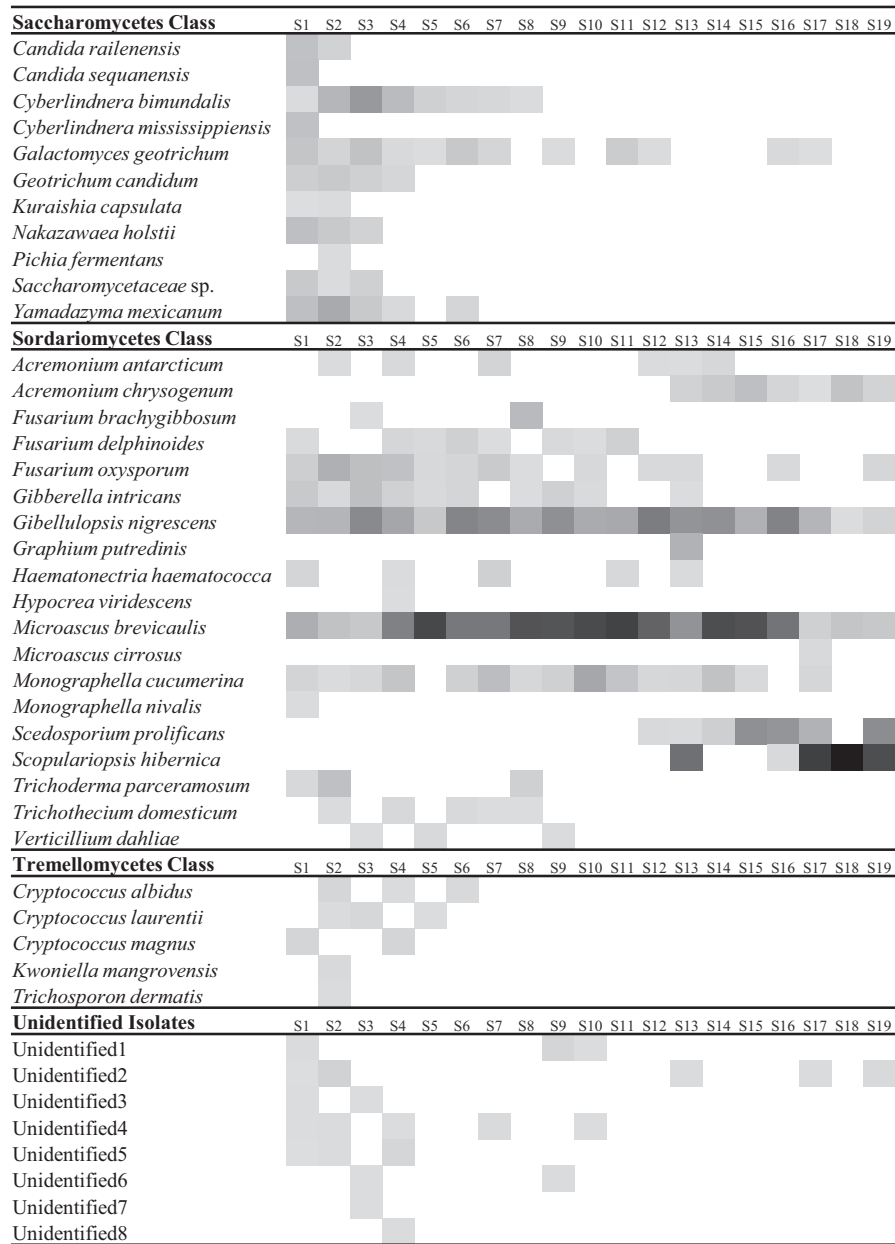 Saccharomycetes Class S1 S2 S3 S4 S5 S6 S7 S8 S9 S10 S11 S12 S13 S14 S15 S16 S17 S18 S19
Candida railenensis
Candida sequanensis
Cyberlindnera bimundalis
Cyberlindnera mississippiensis
Galactomyces geotrichum
Geotrichum candidum
Kuraishia capsulata
Nakazawaea holstii
Pichia fermentans
Saccharomycetaceae sp.
Yamadazyma mexicanum
Sordariomycetes Class S1 S2 S3 S4 S5 S6 S7 S8 S9 S10 S11 S12 S13 S14 S15 S16 S17 S18 S19
Acremonium antarcticum
Acremonium chrysogenum
Fusarium brachygibbosum
Fusarium delphinoides
Fusarium oxysporum
Gibberella intricans
Gibellulopsis nigrescens
Graphium putredinis
Haematonectria haematococca
Hypocrea viridescens
Microascus brevicaulis
Microascus cirrosus
Monographella cucumerina
Monographella nivalis
Scedosporium prolificans
Scopulariopsis hibernica
Trichoderma parceramosum
Trichothecium domesticum
Verticillium dahliae
Tremellomycetes Class S1 S2 S3 S4 S5 S6 S7 S8 S9 S10 S11 S12 S13 S14 S15 S16 S17 S18 S19
Cryptococcus albidus
Cryptococcus laurentii
Cryptococcus magnus
Kwoniella mangrovensis
Trichosporon dermatis
Unidentified Isolates S1 S2 S3 S4 S5 S6 S7 S8 S9 S10 S11 S12 S13 S14 S15 S16 S17 S18 S19
Unidentified1
Unidentified2
Unidentified3
Unidentified4
Unidentified5
Unidentified6
Unidentified7
Unidentified8